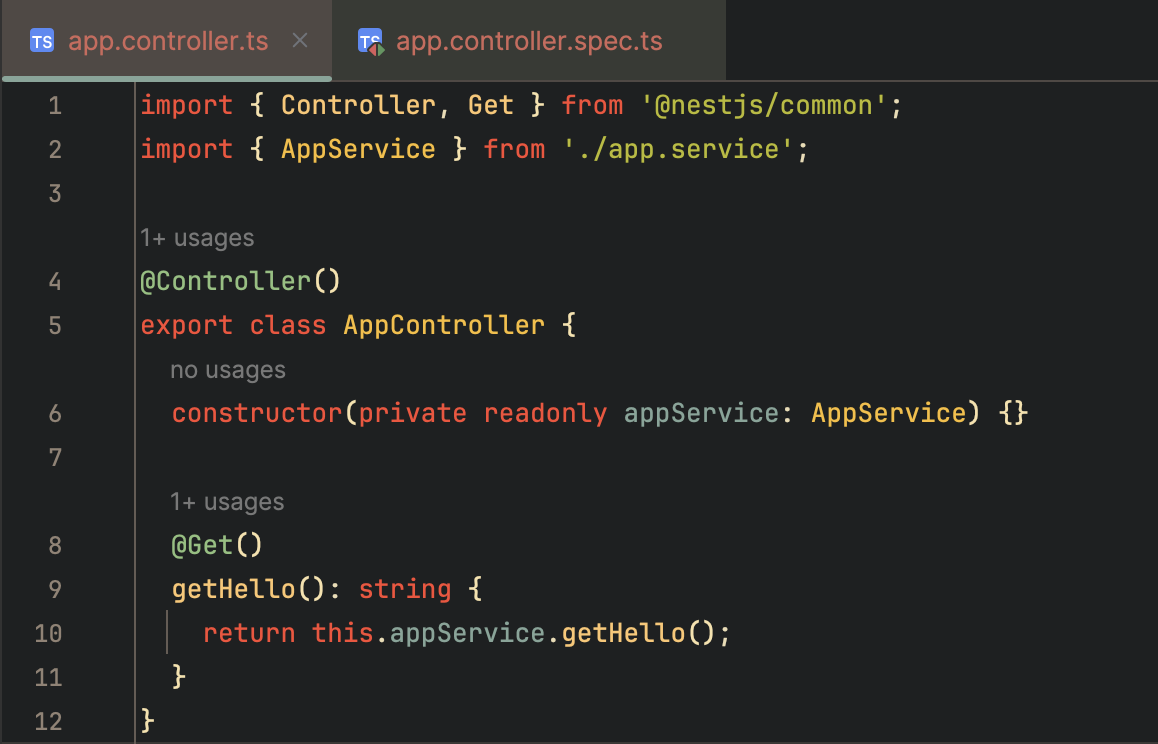 TS app.controller.ts × TS app.controller.spec.ts
1 import { Controller, Get } from '@nestjs/common';
2 import { AppService } from './app.service';
3
1+ usages
4 @Controller()
5 export class AppController {
no usages
6 constructor(private readonly appService: AppService) {}
7
1+ usages
8 @Get()
9 getHello(): string {
10 return this.appService.getHello();
11 }
12 }